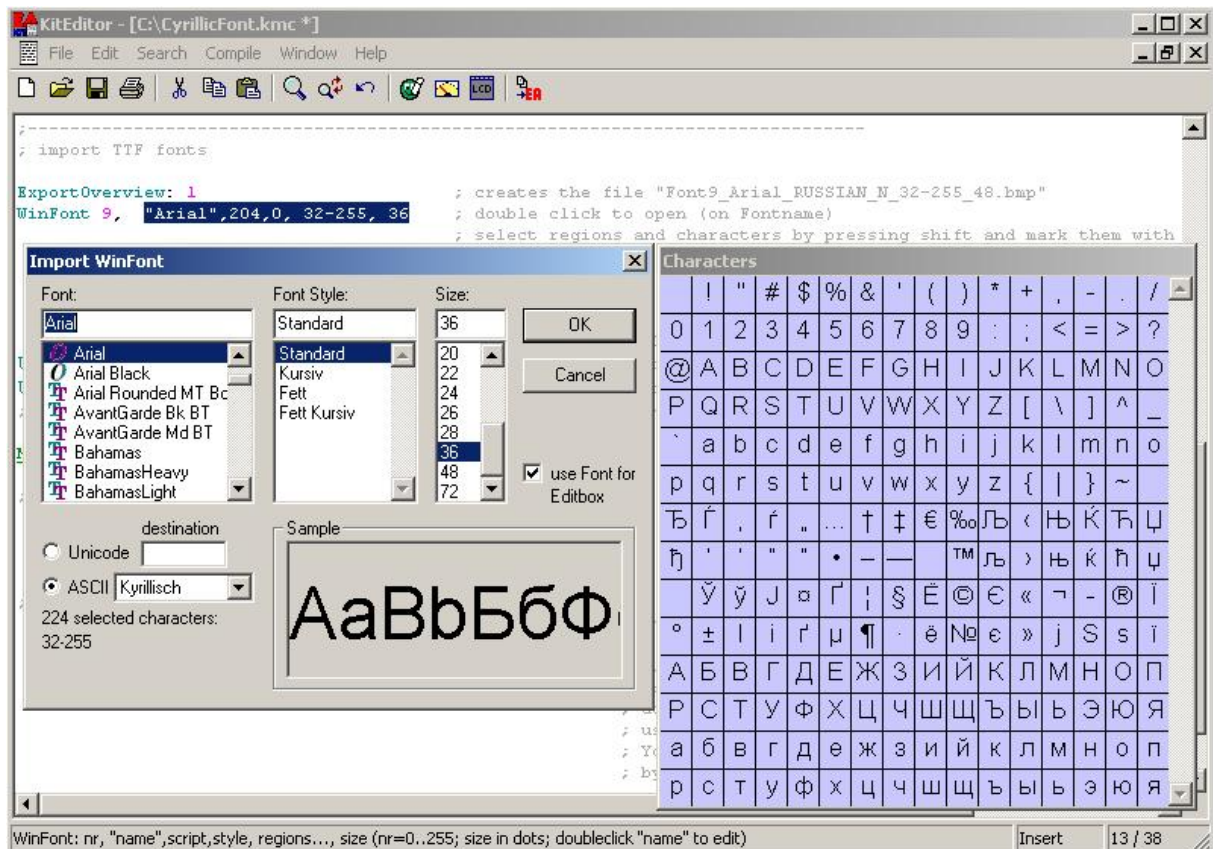 KitEditor - [C:\CyrillicFont.kmc *]
File Edit Search Compile Window Help
LCD EA
;--------------------------------------------------------------------------------
; import TTF fonts
ExportOverview: 1 ; creates the file "Font9_Arial_RUSSIAN_N_32-255_48.bmp"
WinFont 9, "Arial",204,0, 32-255, 36 ; double click to open (on Fontname)
; select regions and characters by pressing shift and mark them with
Import WinFont
Font: Font Style: Size:
Arial Standard 36 OK
Arial Standard 20
Arial Black Kursiv 22 Cancel
Arial Rounded MT Bo Fett 24
AvantGarde Bk BT Fett Kursiv 26
AvantGarde Md BT 28
Bahamas 36
BahamasHeavy 48 use Font for
BahamasLight 72 Editbox
destination Sample
Unicode
ASCII Kyrillisch
224 selected characters:
32-255
AaBbБбФ
Characters
! " # $ % & ' ( ) * + , - . /
0 1 2 3 4 5 6 7 8 9 : ; < = > ?
@ A B C D E F G H I J K L M N O
P Q R S T U V W X Y Z [ \ ] ^ _
` a b c d e f g h i j k l m n o
p q r s t u v w x y z { | } ~
Ђ Ѓ ‚ ѓ „ … † ‡ € ‰ Љ ‹ Њ Ќ Ћ Џ
ђ ‘ ’ “ ” • – — ™ љ › њ ќ ћ џ
Ў ў Ј ¤ Ґ ¦ § Ё © Є « ¬ - ® Ї
° ± І і ґ µ ¶ · ё № є » ј Ѕ ѕ ї
А Б В Г Д Е Ж З И Й К Л М Н О П
Р С Т У Ф Х Ц Ч Ш Щ Ъ Ы Ь Э Ю Я
а б в г д е ж з и й к л м н о п
р с т у ф х ц ч ш щ ъ ы ь э ю я
WinFont: nr, "name",script,style, regions..., size (nr=0..255; size in dots; doubleclick "name" to edit) Insert 13 / 38